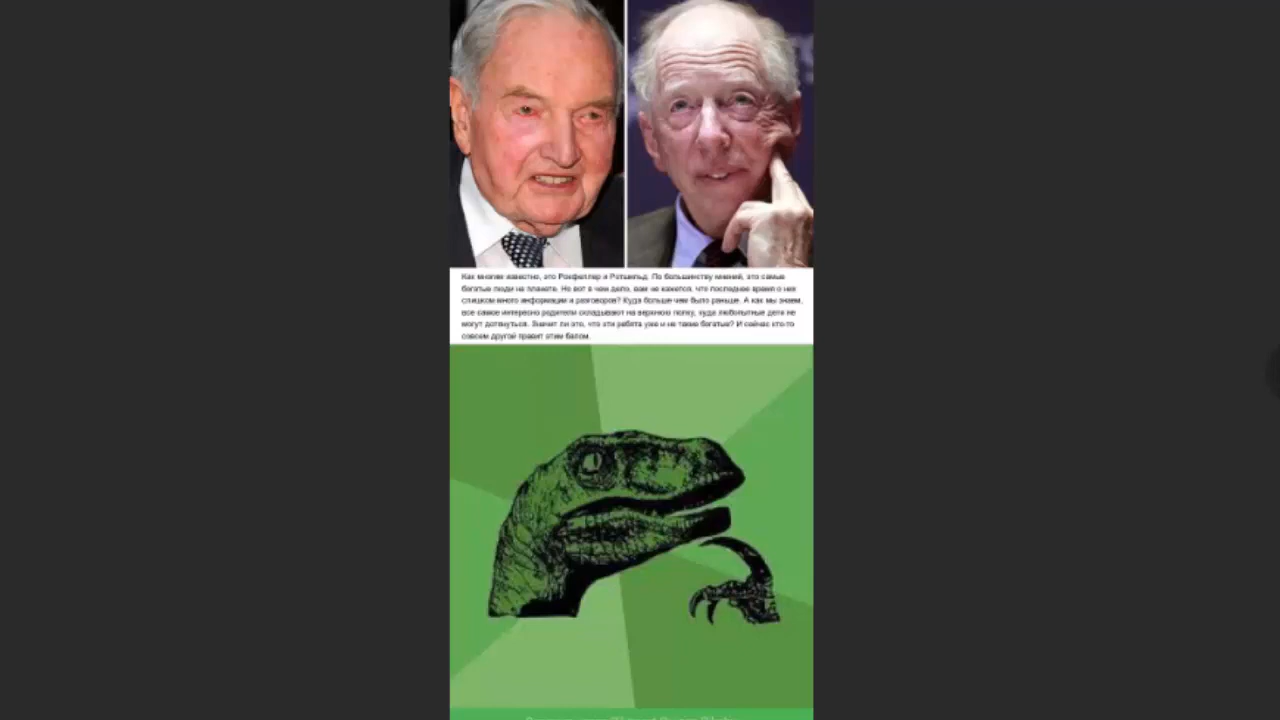 Как многим известно, это Рокфеллер и Ротшильд. По большинству мнений, это самые
богатые люди на планете. Но вот в чем дело, вам не кажется, что последнее время о них
слишком много информации и разговоров? Куда больше чем было раньше. А как мы знаем,
все самое интересно родители складывают на верхнюю полку, куда любопытные дети не
могут дотянуться. Значит ли это, что эти ребята уже и не такие богатые? И сейчас кто-то
совсем другой правит этим балом.